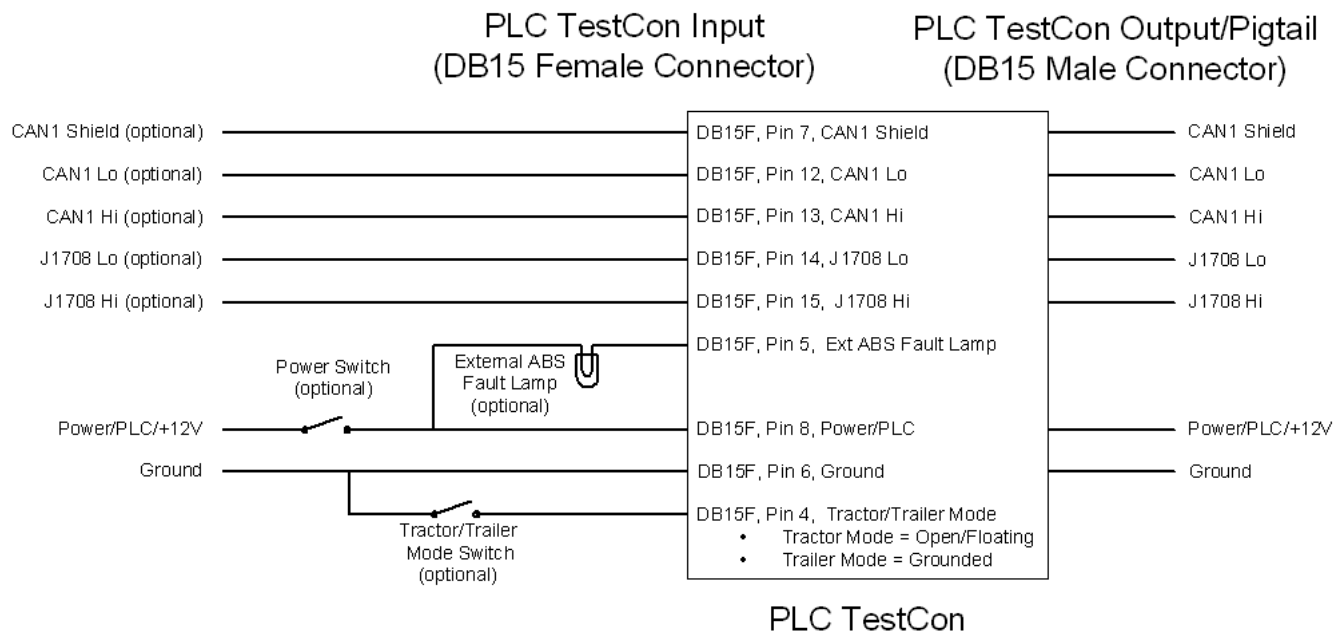 PLC TestCon Input
(DB15 Female Connector)
PLC TestCon Output/Pigtail
(DB15 Male Connector)
CAN1 Shield (optional)
DB15F, Pin 7, CAN1 Shield
CAN1 Shield
CAN1 Lo (optional)
DB15F, Pin 12, CAN1 Lo
CAN1 Lo
CAN1 Hi (optional)
DB15F, Pin 13, CAN1 Hi
CAN1 Hi
J1708 Lo (optional)
DB15F, Pin 14, J1708 Lo
J1708 Lo
J1708 Hi (optional)
DB15F, Pin 15, J1708 Hi
J1708 Hi
DB15F, Pin 5, Ext ABS Fault Lamp
Power Switch
(optional)
External ABS
Fault Lamp
(optional)
Power/PLC/+12V
DB15F, Pin 8, Power/PLC
Power/PLC/+12V
Ground
DB15F, Pin 6, Ground
Ground
DB15F, Pin 4, Tractor/Trailer Mode
• Tractor Mode = Open/Floating
• Trailer Mode = Grounded
Tractor/Trailer
Mode Switch
(optional)
PLC TestCon